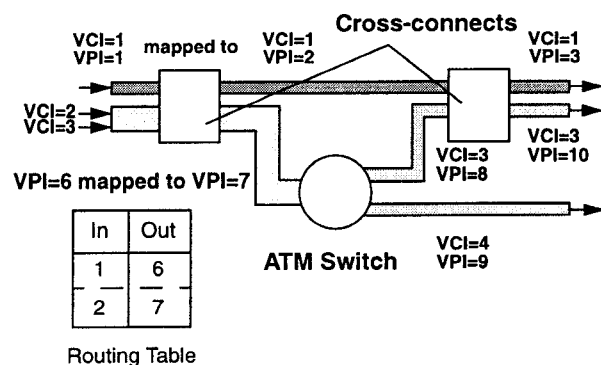 Cross-connects
VCI=1
VPI=1
mapped to
VCI=1
VPI=2
VCI=1
VPI=3
VCI=2
VCI=3
VCI=3
VPI=10
VCI=3
VPI=8
VPI=6 mapped to VPI=7
In Out
1 6
2 7
ATM Switch
VCI=4
VPI=9
Routing Table